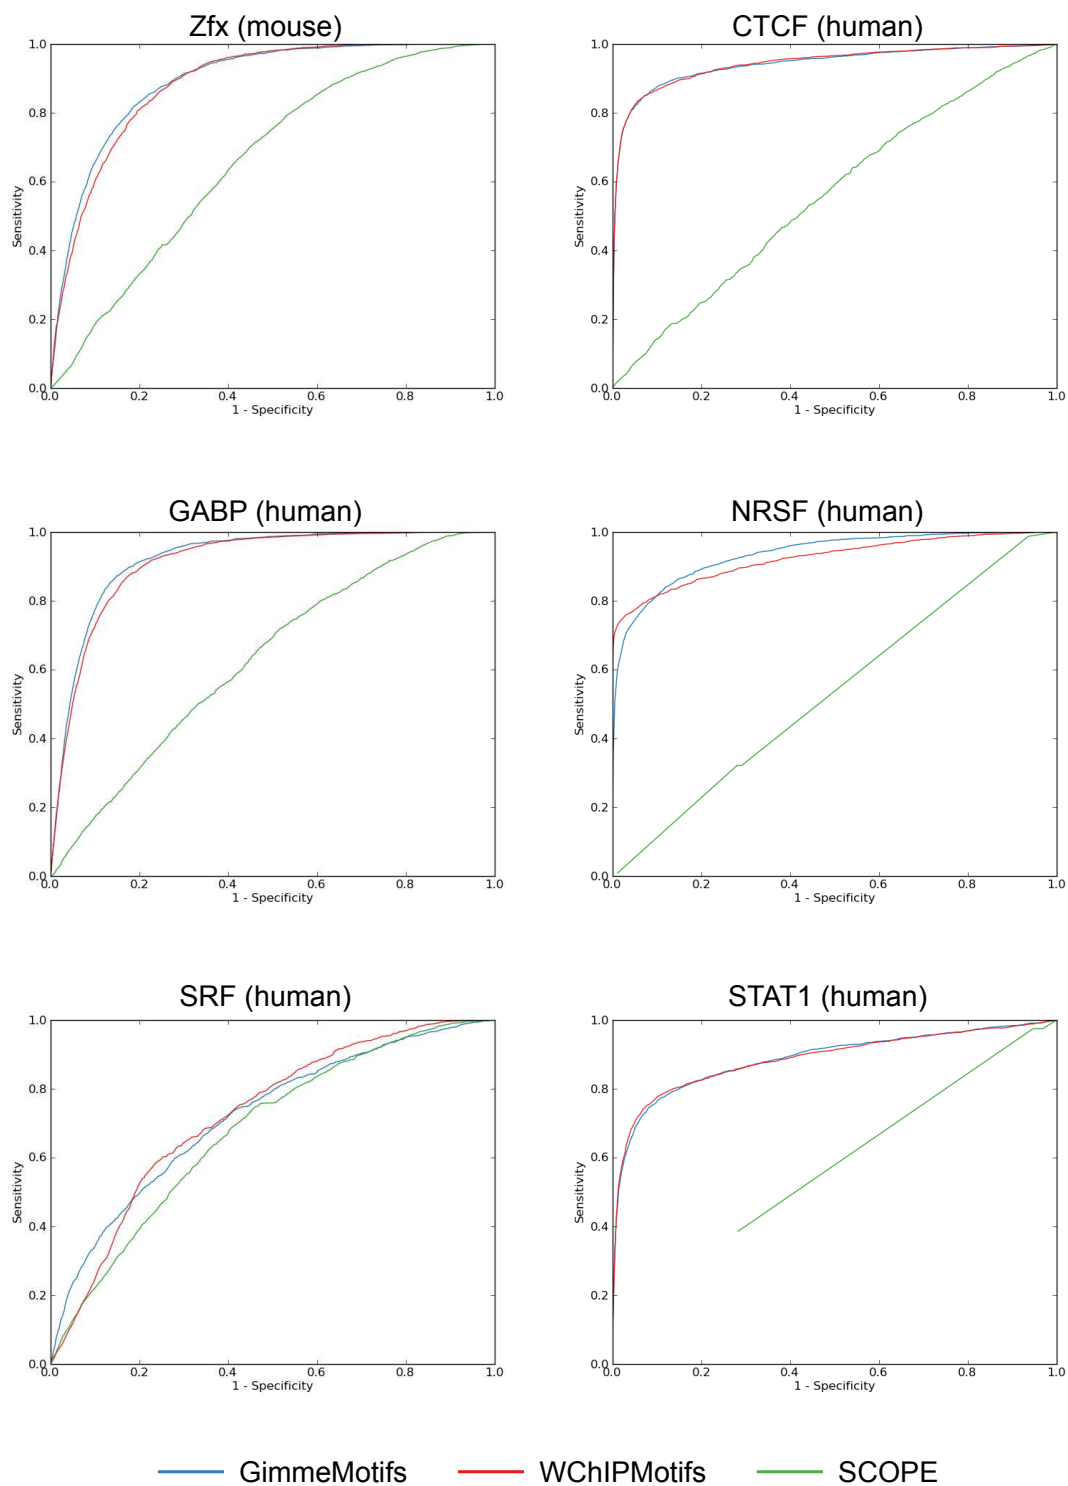 Zfx (mouse)
1.0
0.8
0.6
0.4
0.2
0.0
Sensitivity
0.0 0.2 0.4 0.6 0.8 1.0
1 - Specificity
CTCF (human)
1.0
0.8
0.6
0.4
0.2
0.0
Sensitivity
0.0 0.2 0.4 0.6 0.8 1.0
1 - Specificity
GABP (human)
1.0
0.8
0.6
0.4
0.2
0.0
Sensitivity
0.0 0.2 0.4 0.6 0.8 1.0
1 - Specificity
NRSF (human)
1.0
0.8
0.6
0.4
0.2
0.0
Sensitivity
0.0 0.2 0.4 0.6 0.8 1.0
1 - Specificity
SRF (human)
1.0
0.8
0.6
0.4
0.2
0.0
Sensitivity
0.0 0.2 0.4 0.6 0.8 1.0
1 - Specificity
STAT1 (human)
1.0
0.8
0.6
0.4
0.2
0.0
Sensitivity
0.0 0.2 0.4 0.6 0.8 1.0
1 - Specificity
GimmeMotifs WChIPMotifs SCOPE